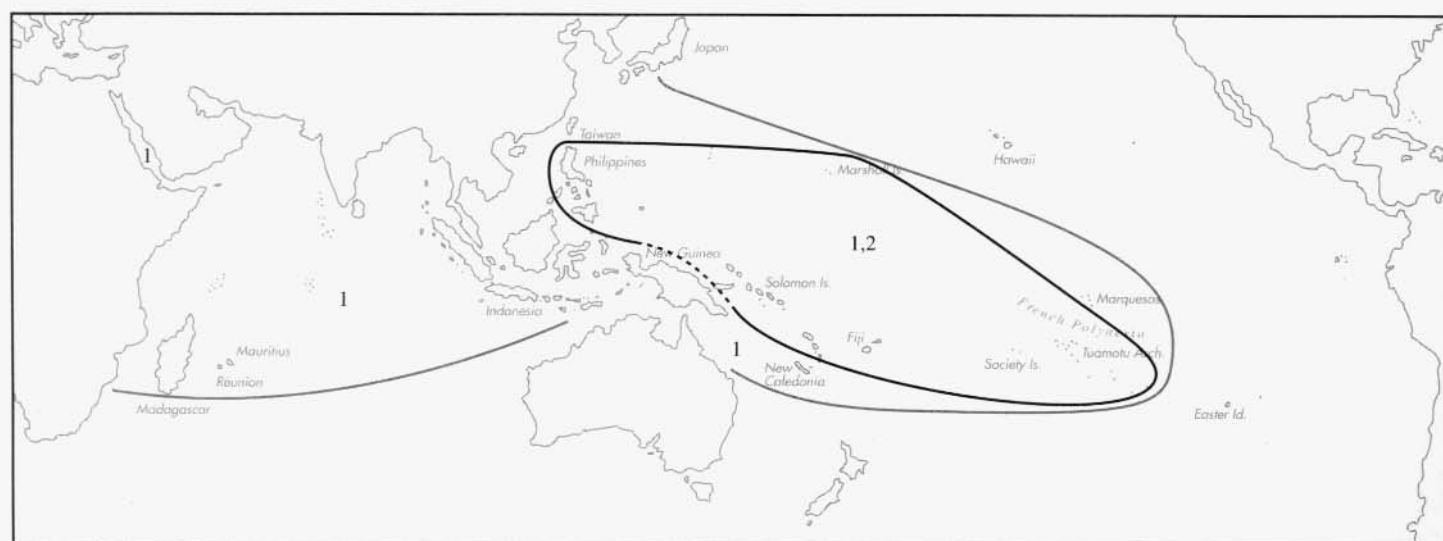 Japan
Taiwan
Philippines
Hawaii
Marshall Is.
1
1,2
New Guinea
Solomon Is.
1
Indonesia
Marquesas
French Polynesia
Mauritius
1
Fiji
Tuamotu Arch.
Society Is.
Reunion
New
Caledonia
Madagascar
Easter Id.